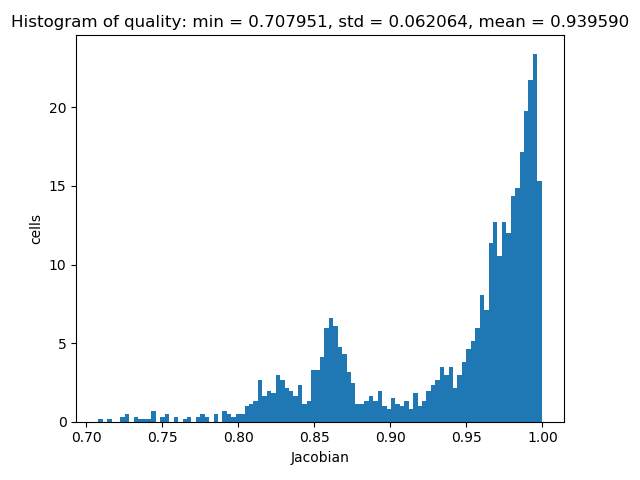 Histogram of quality: min = 0.707951, std = 0.062064, mean = 0.939590
20
15
10
5
0
cells
0.70 0.75 0.80 0.85 0.90 0.95 1.00
Jacobian